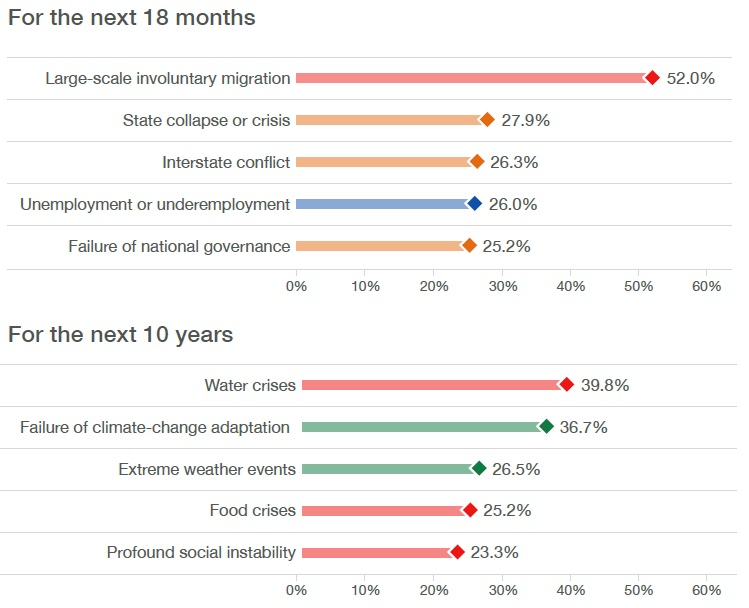 For the next 18 months
Large-scale involuntary migration 52.0%
State collapse or crisis 27.9%
Interstate conflict 26.3%
Unemployment or underemployment 26.0%
Failure of national governance 25.2%
0% 10% 20% 30% 40% 50% 60%
For the next 10 years
Water crises 39.8%
Failure of climate-change adaptation 36.7%
Extreme weather events 26.5%
Food crises 25.2%
Profound social instability 23.3%
0% 10% 20% 30% 40% 50% 60%